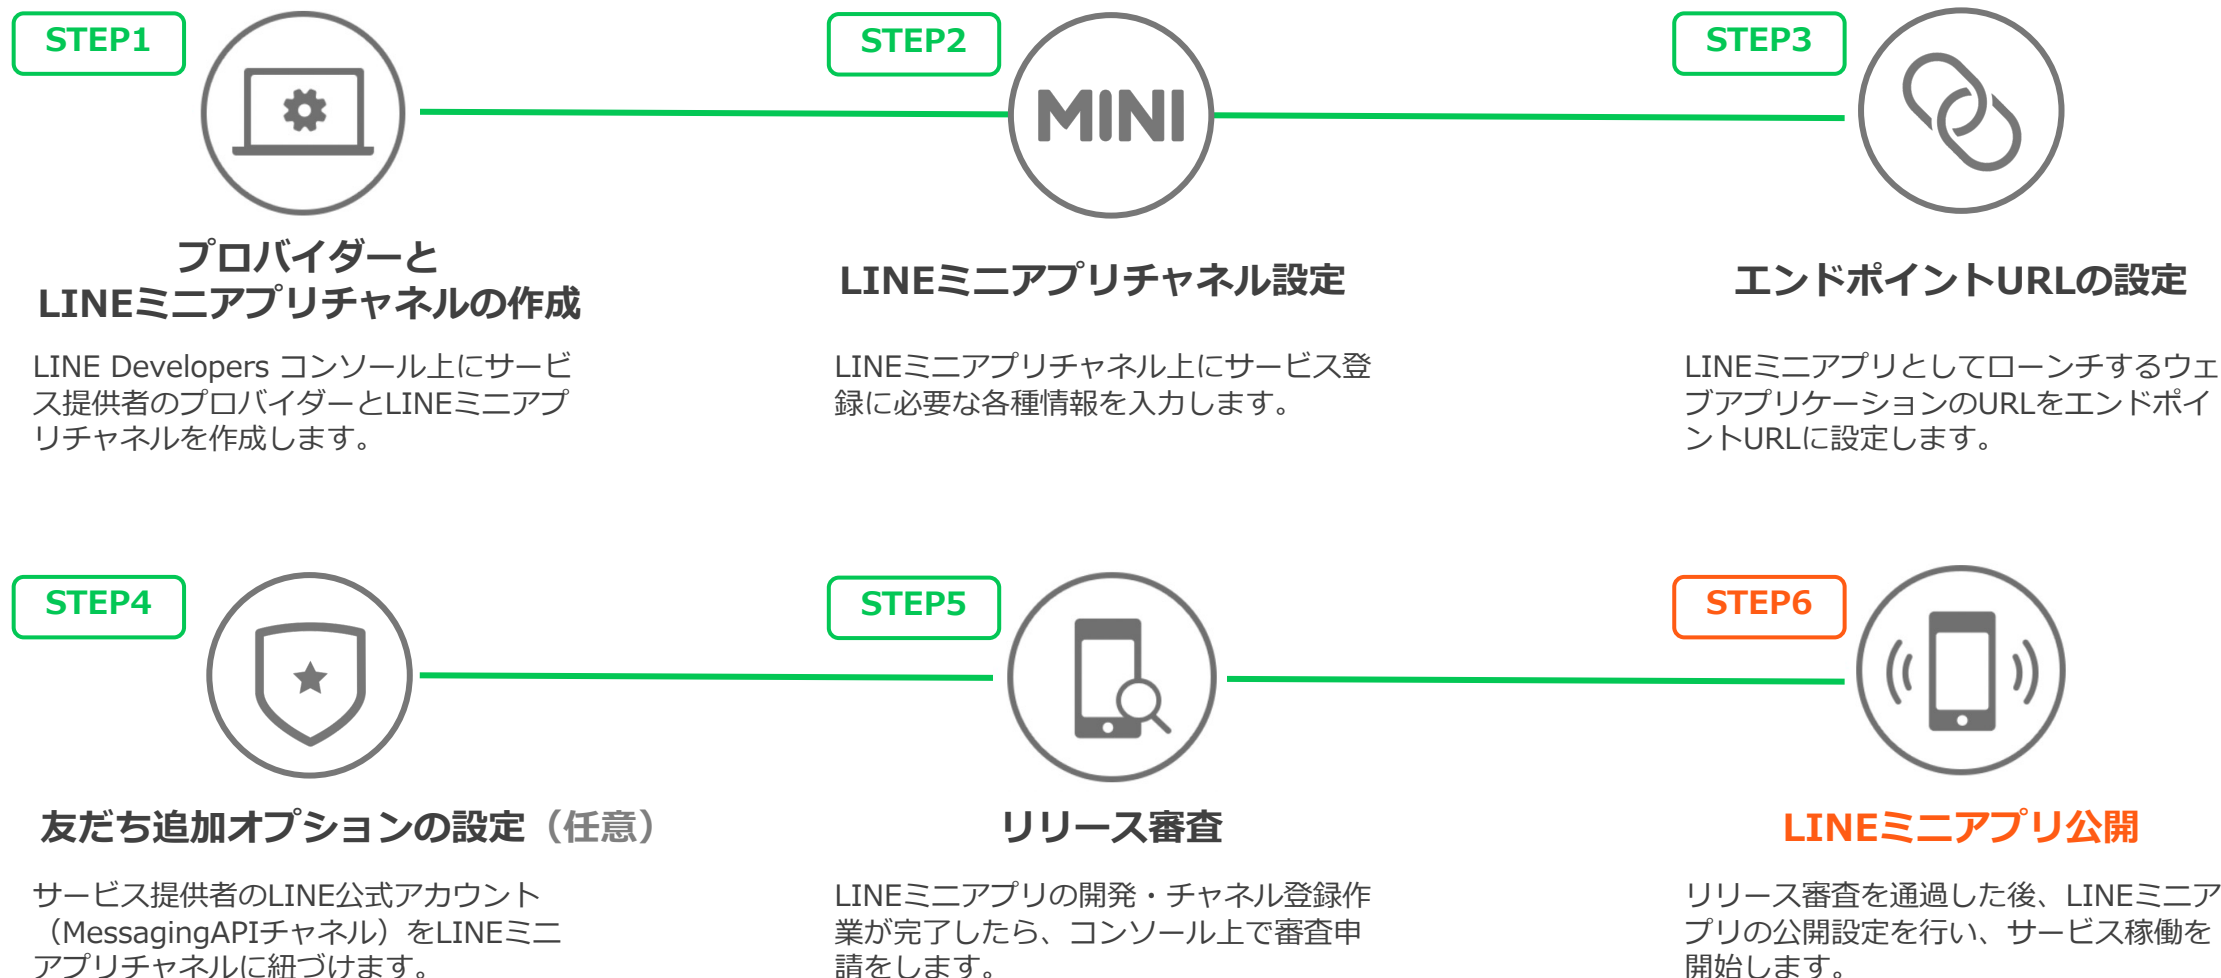 STEP1
プロバイダーと
LINEミニアプリチャネルの作成
LINE Developers コンソール上にサービ
ス提供者のプロバイダーとLINEミニアプ
リチャネルを作成します。
STEP2
MINI
LINEミニアプリチャネル設定
LINEミニアプリチャネル上にサービス登
録に必要な各種情報を入力します。
STEP3
エンドポイントURLの設定
LINEミニアプリとしてローンチするウェ
ブアプリケーションのURLをエンドポイ
ントURLに設定します。
STEP4
友だち追加オプションの設定（任意）
サービス提供者のLINE公式アカウント
（MessagingAPIチャネル）をLINEミニ
アプリチャネルに紐づけます。
STEP5
リリース審査
LINEミニアプリの開発・チャネル登録作
業が完了したら、コンソール上で審査申
請をします。
STEP6
LINEミニアプリ公開
リリース審査を通過した後、LINEミニア
プリの公開設定を行い、サービス稼働を
開始します。